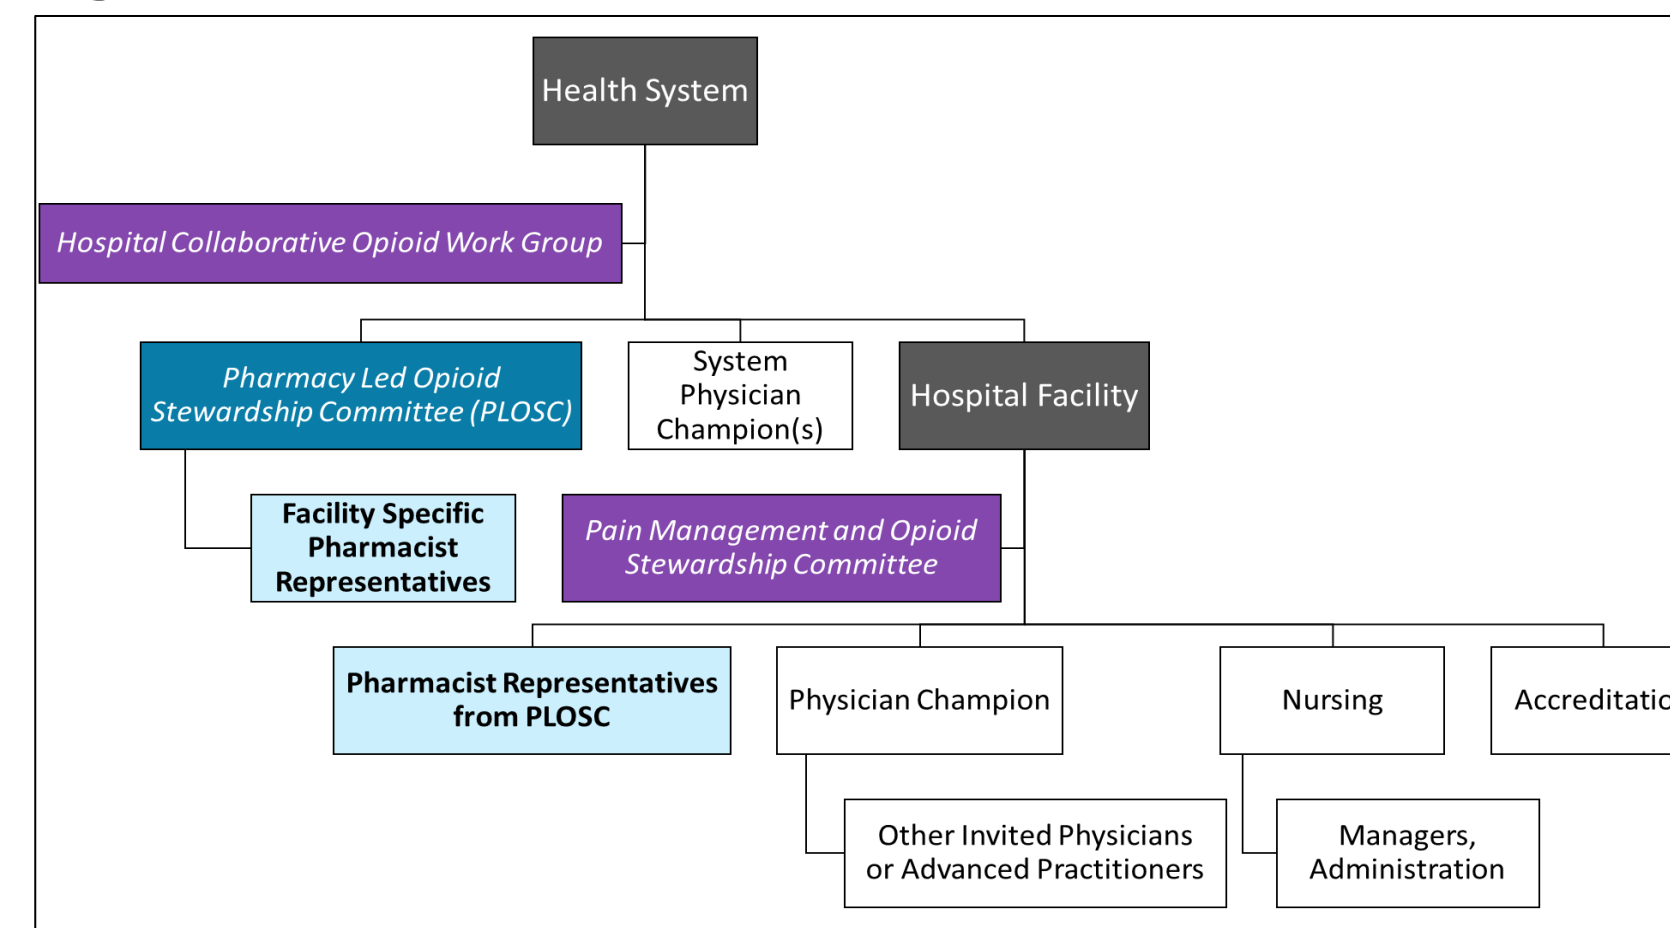 Health System
Hospital Collaborative Opioid Work Group
Pharmacy Led Opioid
Stewardship Committee (PLOSC)
System
Physician
Champion(s)
Hospital Facility
Facility Specific
Pharmacist
Representatives
Pain Management and Opioid
Stewardship Committee
Pharmacist Representatives
from PLOSC
Physician Champion
Nursing
Other Invited Physicians
or Advanced Practitioners
Managers,
Administration